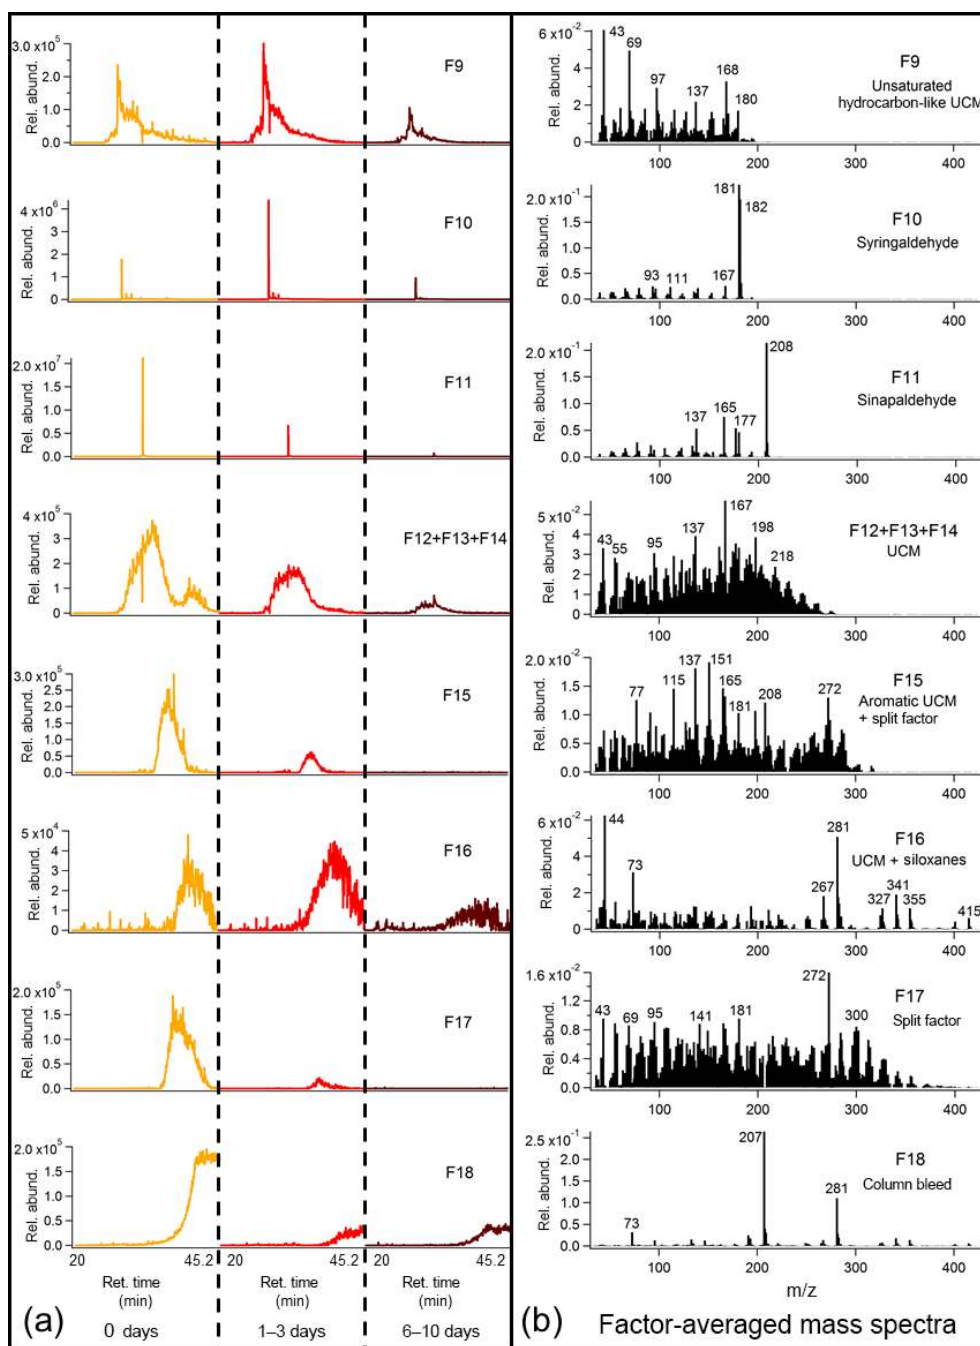 Rel. abund.
3.0 x10⁵
2.0
1.0
0.0
F9
Rel. abund.
4 x10⁶
3
2
1
0
F10
Rel. abund.
2.0 x10⁷
1.5
1.0
0.5
0.0
F11
Rel. abund.
4 x10⁵
3
2
1
0
F12+F13+F14
Rel. abund.
3.0 x10⁵
2.5
2.0
1.5
1.0
0.5
0.0
F15
Rel. abund.
5 x10⁴
4
3
2
1
0
F16
Rel. abund.
2.0 x10⁵
1.5
1.0
0.5
0.0
F17
Rel. abund.
2.0 x10⁵
1.5
1.0
0.5
0.0
F18
20 45.2 20 45.2 20 45.2
Ret. time Ret. time Ret. time
(min) (min) (min)
(a) 0 days 1–3 days 6–10 days
Rel. abund.
6 x10⁻²
4
2
0
43
69
97
137
168
180
F9
Unsaturated
hydrocarbon-like UCM
100 200 300 400
Rel. abund.
2.0 x10⁻¹
1.5
1.0
0.5
0.0
181
182
93
111
167
F10
Syringaldehyde
100 200 300 400
Rel. abund.
2.0 x10⁻¹
1.5
1.0
0.5
0.0
208
137
165
177
F11
Sinapaldehyde
100 200 300 400
Rel. abund.
5 x10⁻²
4
3
2
1
0
43
55
95
137
167
198
218
F12+F13+F14
UCM
100 200 300 400
Rel. abund.
2.0 x10⁻²
1.5
1.0
0.5
0.0
77
115
137
151
165
181
208
272
F15
Aromatic UCM
+ split factor
100 200 300 400
Rel. abund.
6 x10⁻²
4
2
0
44
73
267
281
327
341
355
415
F16
UCM + siloxanes
100 200 300 400
Rel. abund.
1.6 x10⁻²
1.2
0.8
0.4
0.0
43
69
95
141
181
272
300
F17
Split factor
100 200 300 400
Rel. abund.
2.5 x10⁻¹
2.0
1.5
1.0
0.5
0.0
73
207
281
F18
Column bleed
100 200 300 400
m/z
(b) Factor-averaged mass spectra